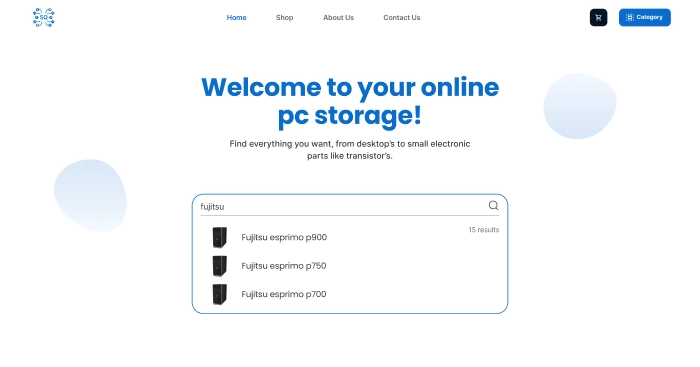 SQ
Home
Shop
About Us
Contact Us
Category
Welcome to your online
pc storage!
Find everything you want, from desktop's to small electronic
parts like transistor's.
fujitsu
15 results
Fujitsu esprimo p900
Fujitsu esprimo p750
Fujitsu esprimo p700